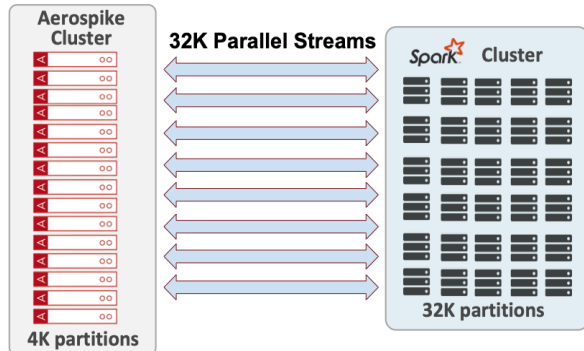 Aerospike
Cluster
32K Parallel Streams
Spark Cluster
4K partitions
32K partitions